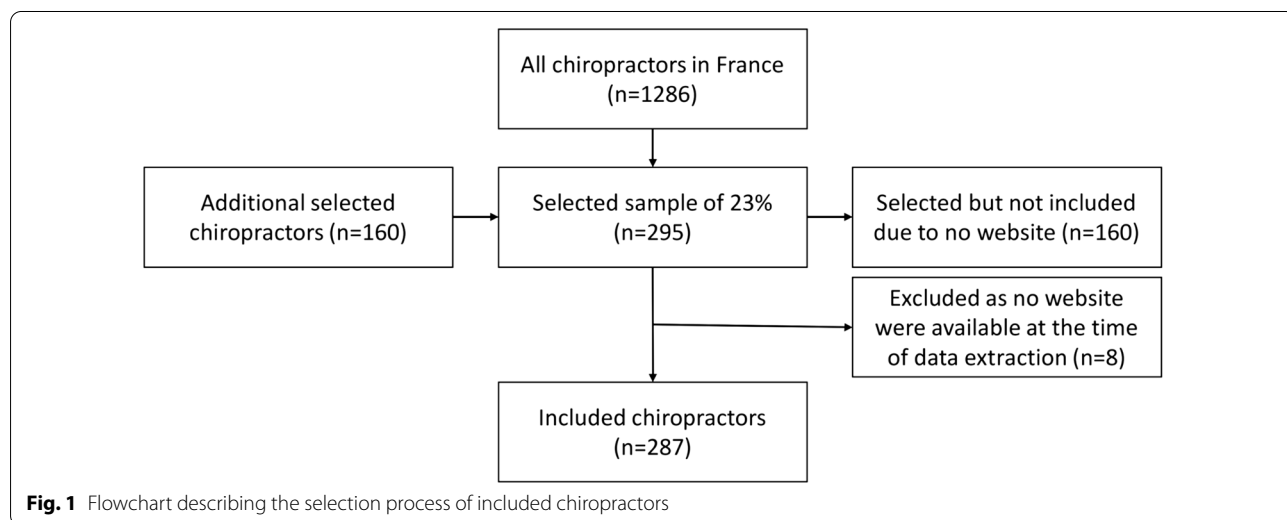 All chiropractors in France
(n=1286)
Additional selected
chiropractors (n=160)
Selected sample of 23%
(n=295)
Selected but not included
due to no website (n=160)
Excluded as no website
were available at the time
of data extraction (n=8)
Included chiropractors
(n=287)
Fig. 1 Flowchart describing the selection process of included chiropractors